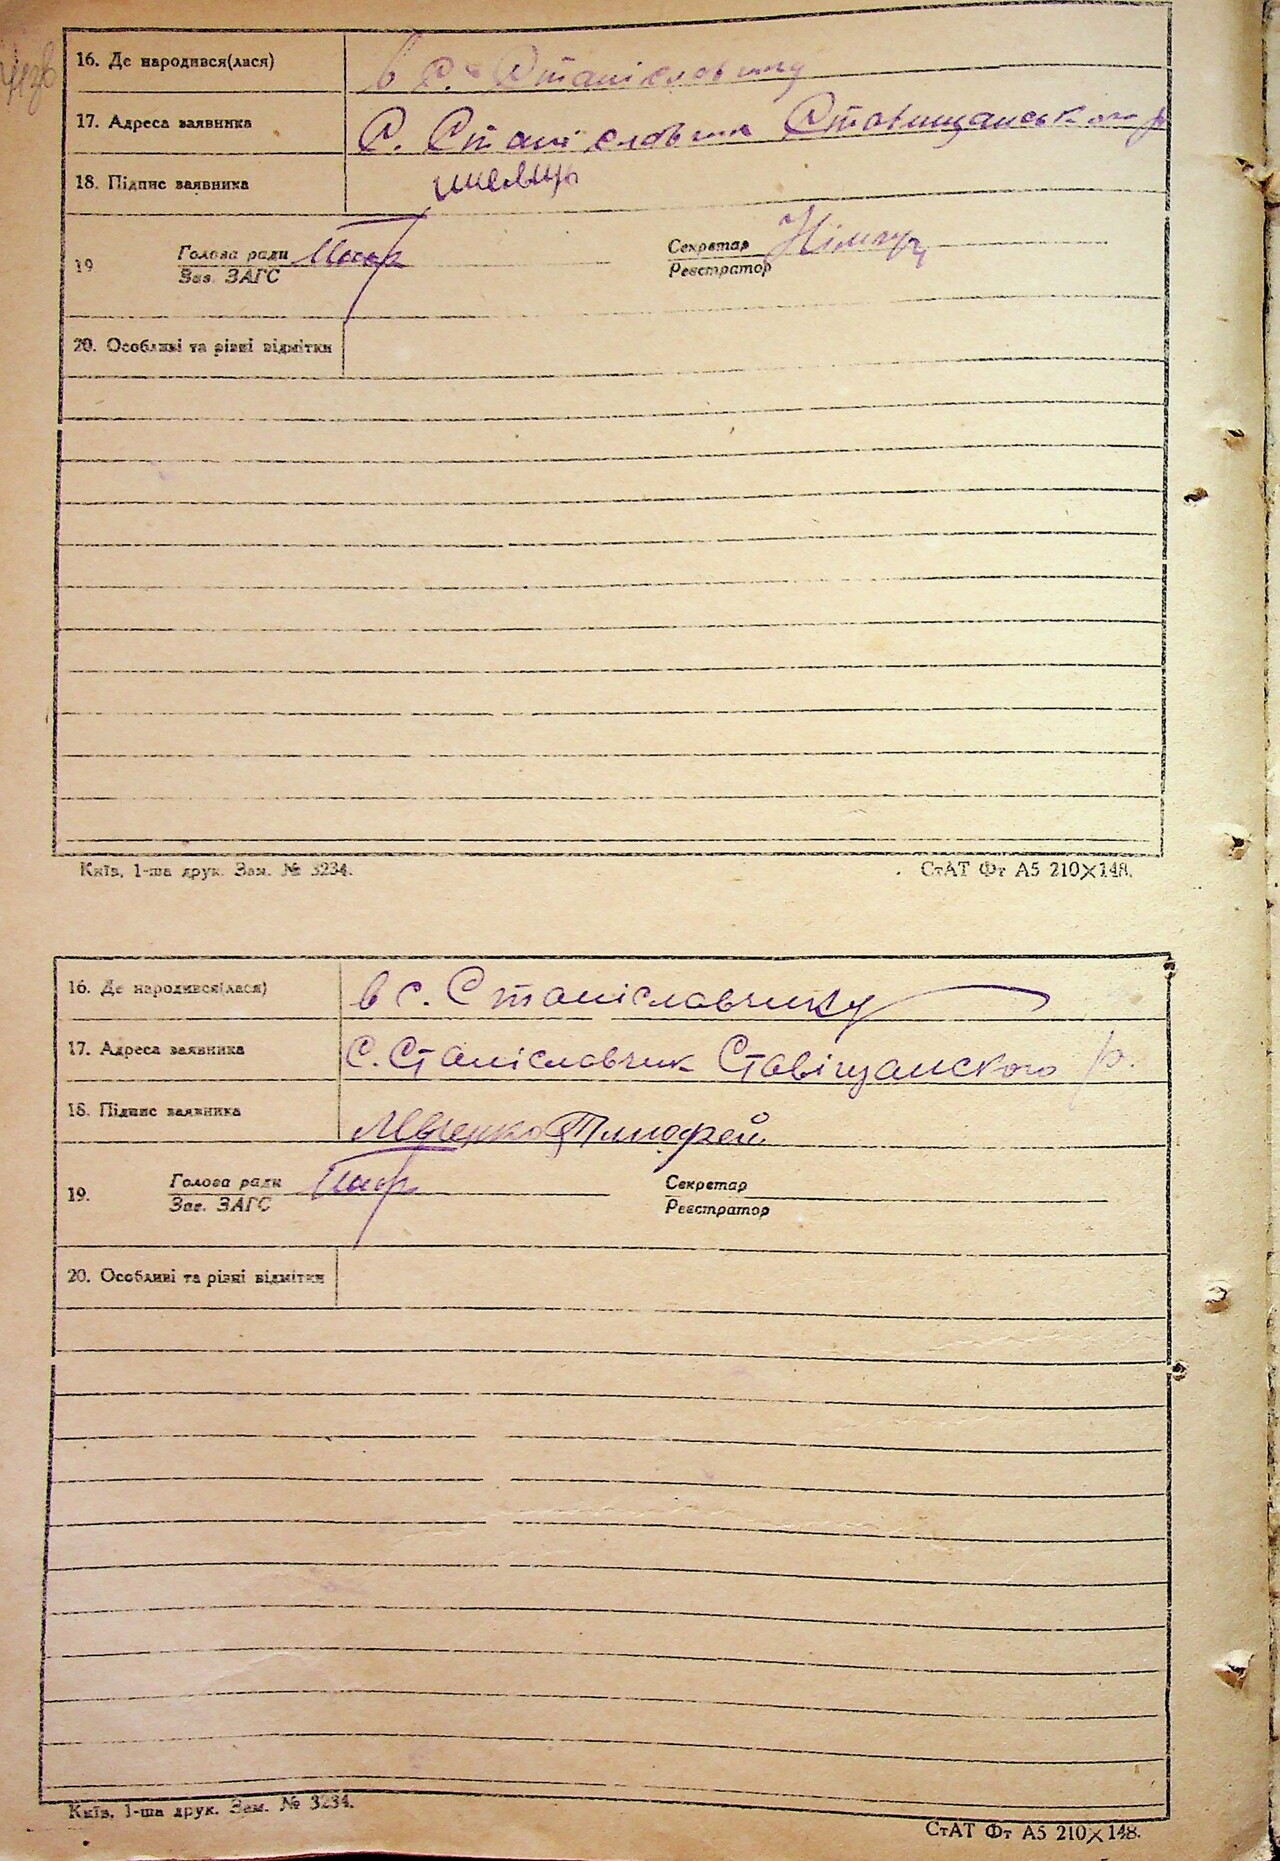 16. Де народився(лася) в с. Станіславчику
17. Адреса заявника С. Станіславчик Ставищанського р
18. Підпис заявника
19 Голова ради Секретар
Зав. ЗАГС Реєстратор
20. Особливі та різні відмітки
Київ, 1-ша друк. Зам. № 3234. СтАТ Фт А5 210×148.
16. Де народився(лася) в с. Станіславчику
17. Адреса заявника С. Станіславчик Ставіщанского р.
18. Підпис заявника Тимофей
19. Голова ради Секретар
Заг. ЗАГС Реєстратор
20. Особливі та різні відмітки
Київ, 1-ша друк. Зам. № 3234.
СтАТ Фт А5 210×148.